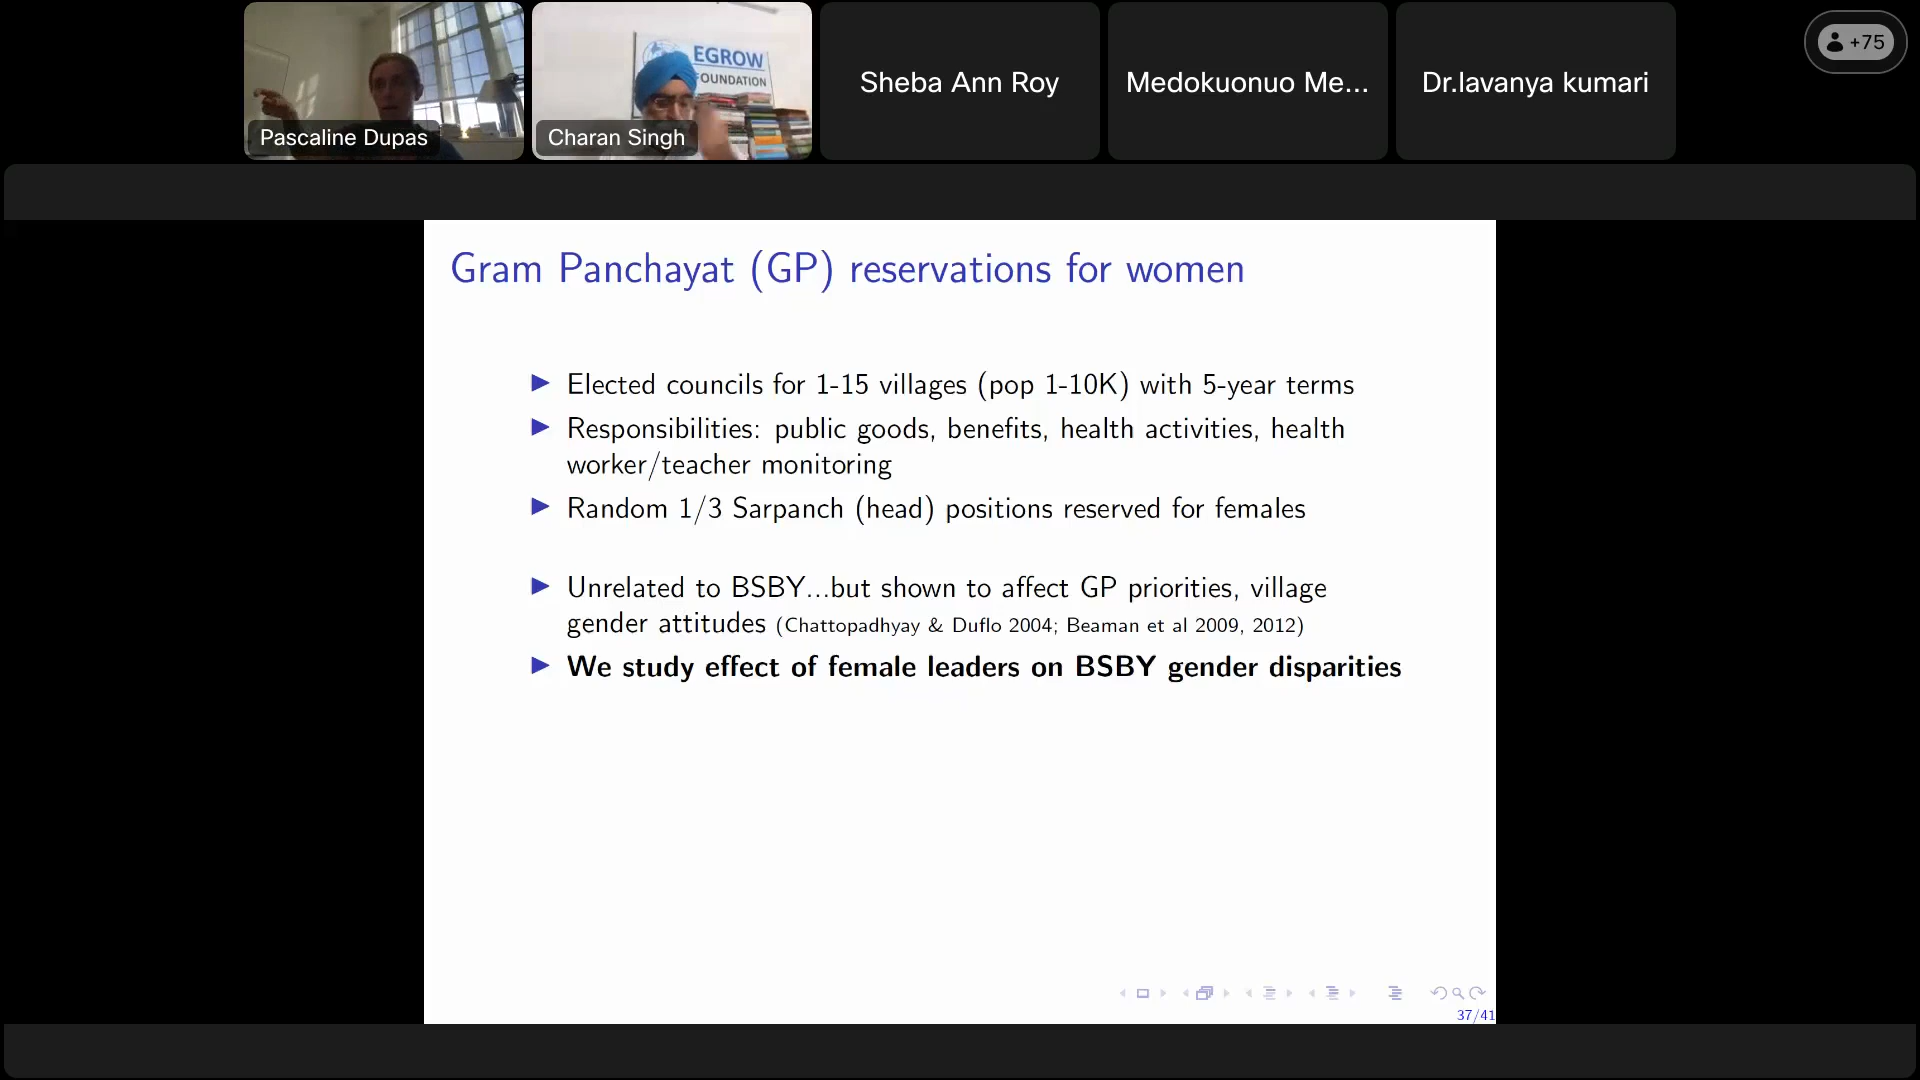 EGROW
FOUNDATION
Pascaline Dupas
Charan Singh
Sheba Ann Roy
Medokuonuo Me...
Dr.lavanya kumari
+75
Gram Panchayat (GP) reservations for women
Elected councils for 1-15 villages (pop 1-10K) with 5-year terms
Responsibilities: public goods, benefits, health activities, health
worker/teacher monitoring
Random 1/3 Sarpanch (head) positions reserved for females
Unrelated to BSBY...but shown to affect GP priorities, village
gender attitudes (Chattopadhyay & Duflo 2004; Beaman et al 2009, 2012)
We study effect of female leaders on BSBY gender disparities
37/41